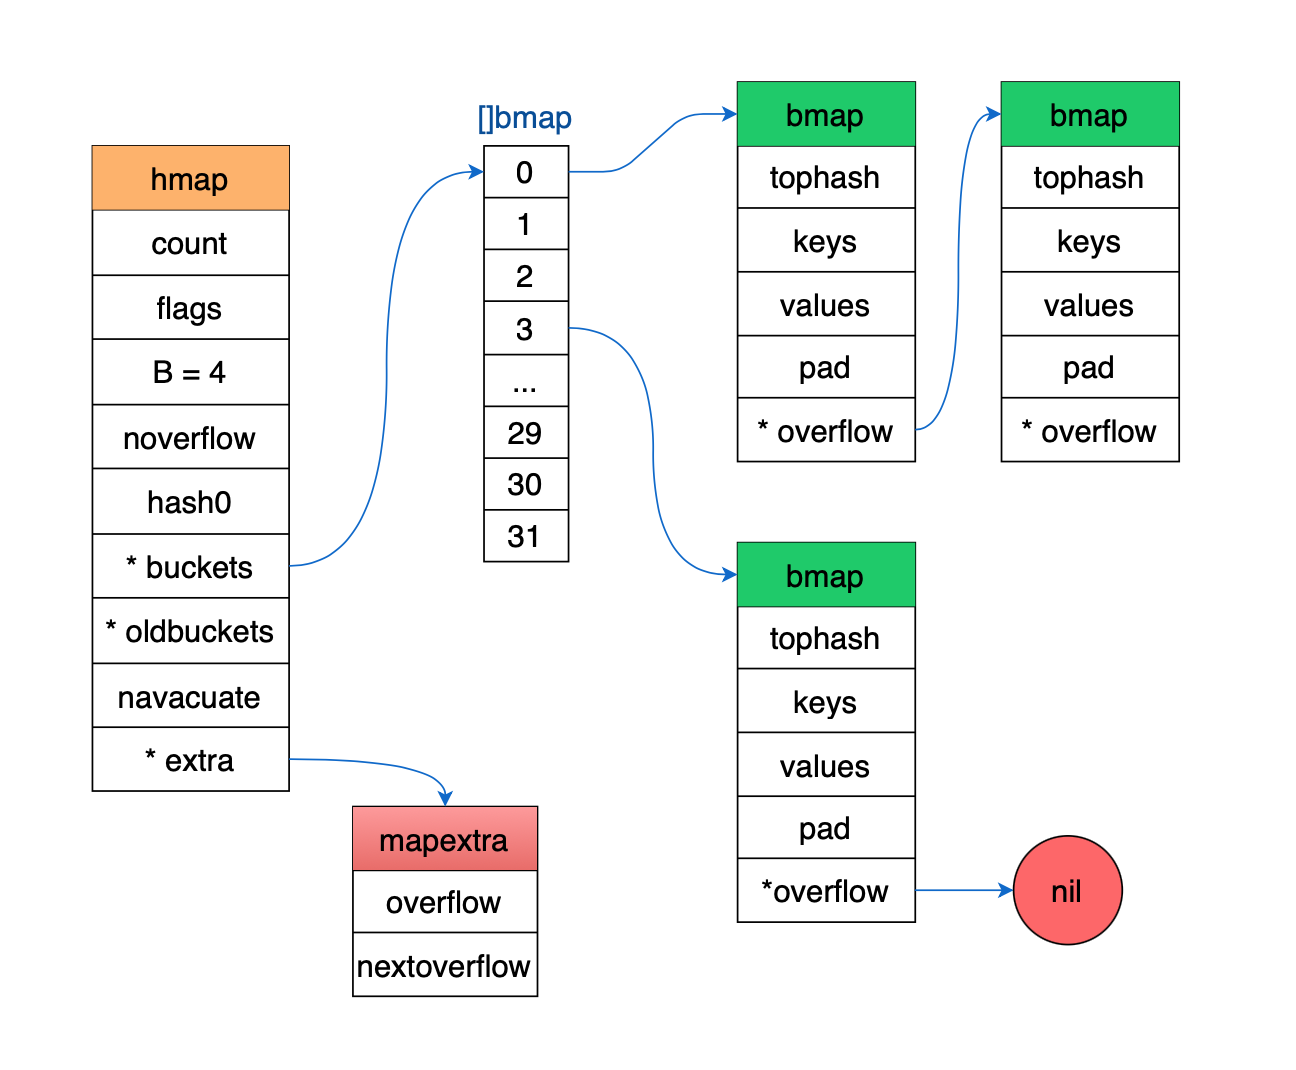 hmap
count
flags
B = 4
noverflow
hash0
* buckets
* oldbuckets
navacuate
* extra
mapextra
overflow
nextoverflow
[]bmap
0
1
2
3
...
29
30
31
bmap
tophash
keys
values
pad
* overflow
bmap
tophash
keys
values
pad
* overflow
bmap
tophash
keys
values
pad
*overflow
nil